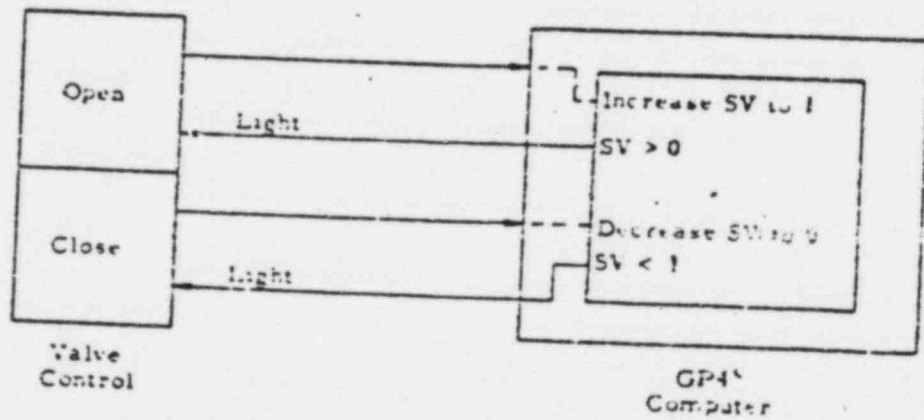 Open
Increase SV to 1
Light
SV > 0
Close
Decrease SV to 0
SV < 1
Light
Valve
Control
Computer